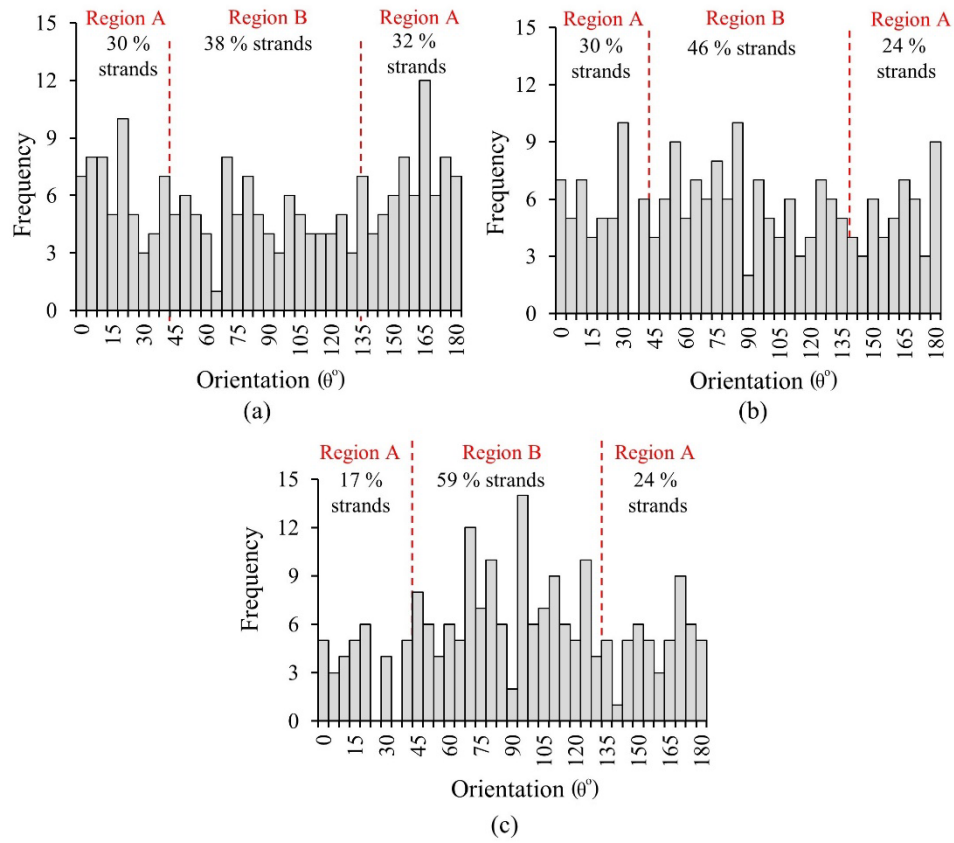 Region A Region B Region A
30 % 38 % strands 32 %
strands strands
15
12
9
6
3
0
Frequency
0 15 30 45 60 75 90 105 120 135 150 165 180
Orientation (θº)
(a)
Region A Region B Region A
30 % 46 % strands 24 %
strands strands
15
12
9
6
3
0
Frequency
0 15 30 45 60 75 90 105 120 135 150 165 180
Orientation (θº)
(b)
Region A Region B Region A
17 % 59 % strands 24 %
strands strands
15
12
9
6
3
0
Frequency
0 15 30 45 60 75 90 105 120 135 150 165 180
Orientation (θº)
(c)